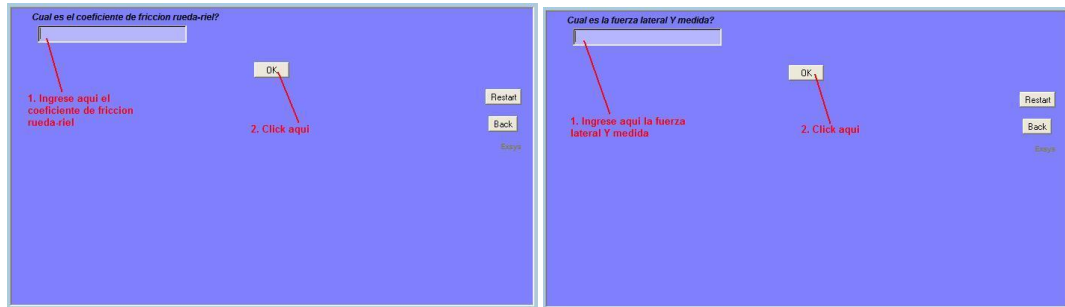 Cual es el coeficiente de friccion rueda-riel?
OK
1. Ingrese aqui el
coeficiente de friccion
rueda-riel
2. Click aqui
Restart
Back
Exsys
Cual es la fuerza lateral Y medida?
OK
1. Ingrese aqui la fuerza
lateral Y medida
2. Click aqui
Restart
Back
Exsys